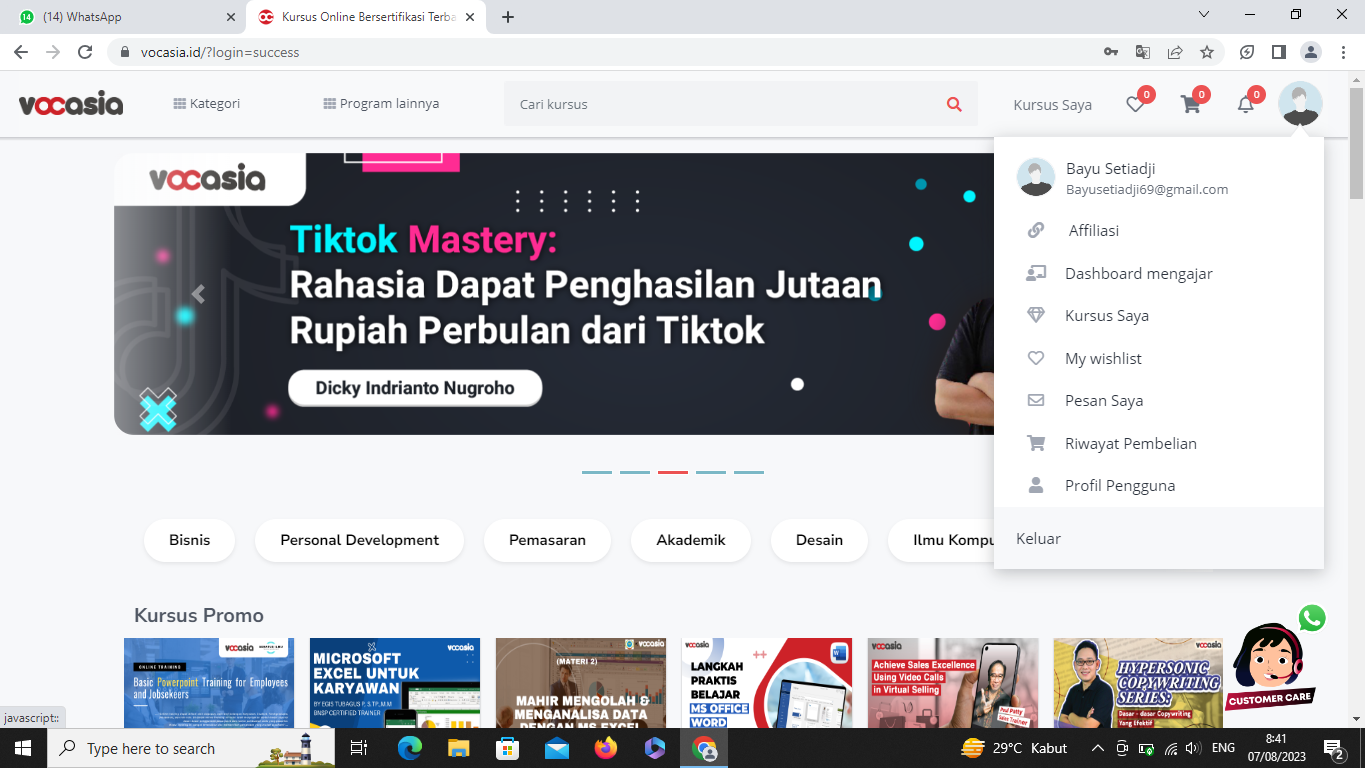 (14) WhatsApp
Kursus Online Bersertifikasi Terba
vocasia.id/?login=success
vocasia
Kategori
Program lainnya
Cari kursus
Kursus Saya
0
0
0
vocasia
Tiktok Mastery:
Rahasia Dapat Penghasilan Jutaan
Rupiah Perbulan dari Tiktok
Dicky Indrianto Nugroho
Bayu Setiadji
Bayusetiadji69@gmail.com
Affiliasi
Dashboard mengajar
Kursus Saya
My wishlist
Pesan Saya
Riwayat Pembelian
Profil Pengguna
Keluar
Bisnis
Personal Development
Pemasaran
Akademik
Desain
Ilmu Kompu
Kursus Promo
vocasia
ONLINE TRAINING
Basic Powerpoint Training for Employees
and Jobseekers
vocasia
MICROSOFT
EXCEL UNTUK
KARYAWAN
BY EGIS TUBAGUS P, S.TP., M.M.
BNSP CERTIFIED TRAINER
(MATERI 2)
MAHIR MENGOLAH &
MENGANALISA DATA
DENGAN MS EXCEL
vocasia
LANGKAH
PRAKTIS
BELAJAR
MS OFFICE
WORD
vocasia
Achieve Sales Excellence
Using Video Calls
in Virtual Selling
Sales Trainer
vocasia
HYPERSONIC
COPYWRITING
SERIES:
Dasar - dasar Copywriting
Yang Efektif
CUSTOMER CARE
javascript:;
Type here to search
29°C Kabut
ENG
8:41
07/08/2023
2